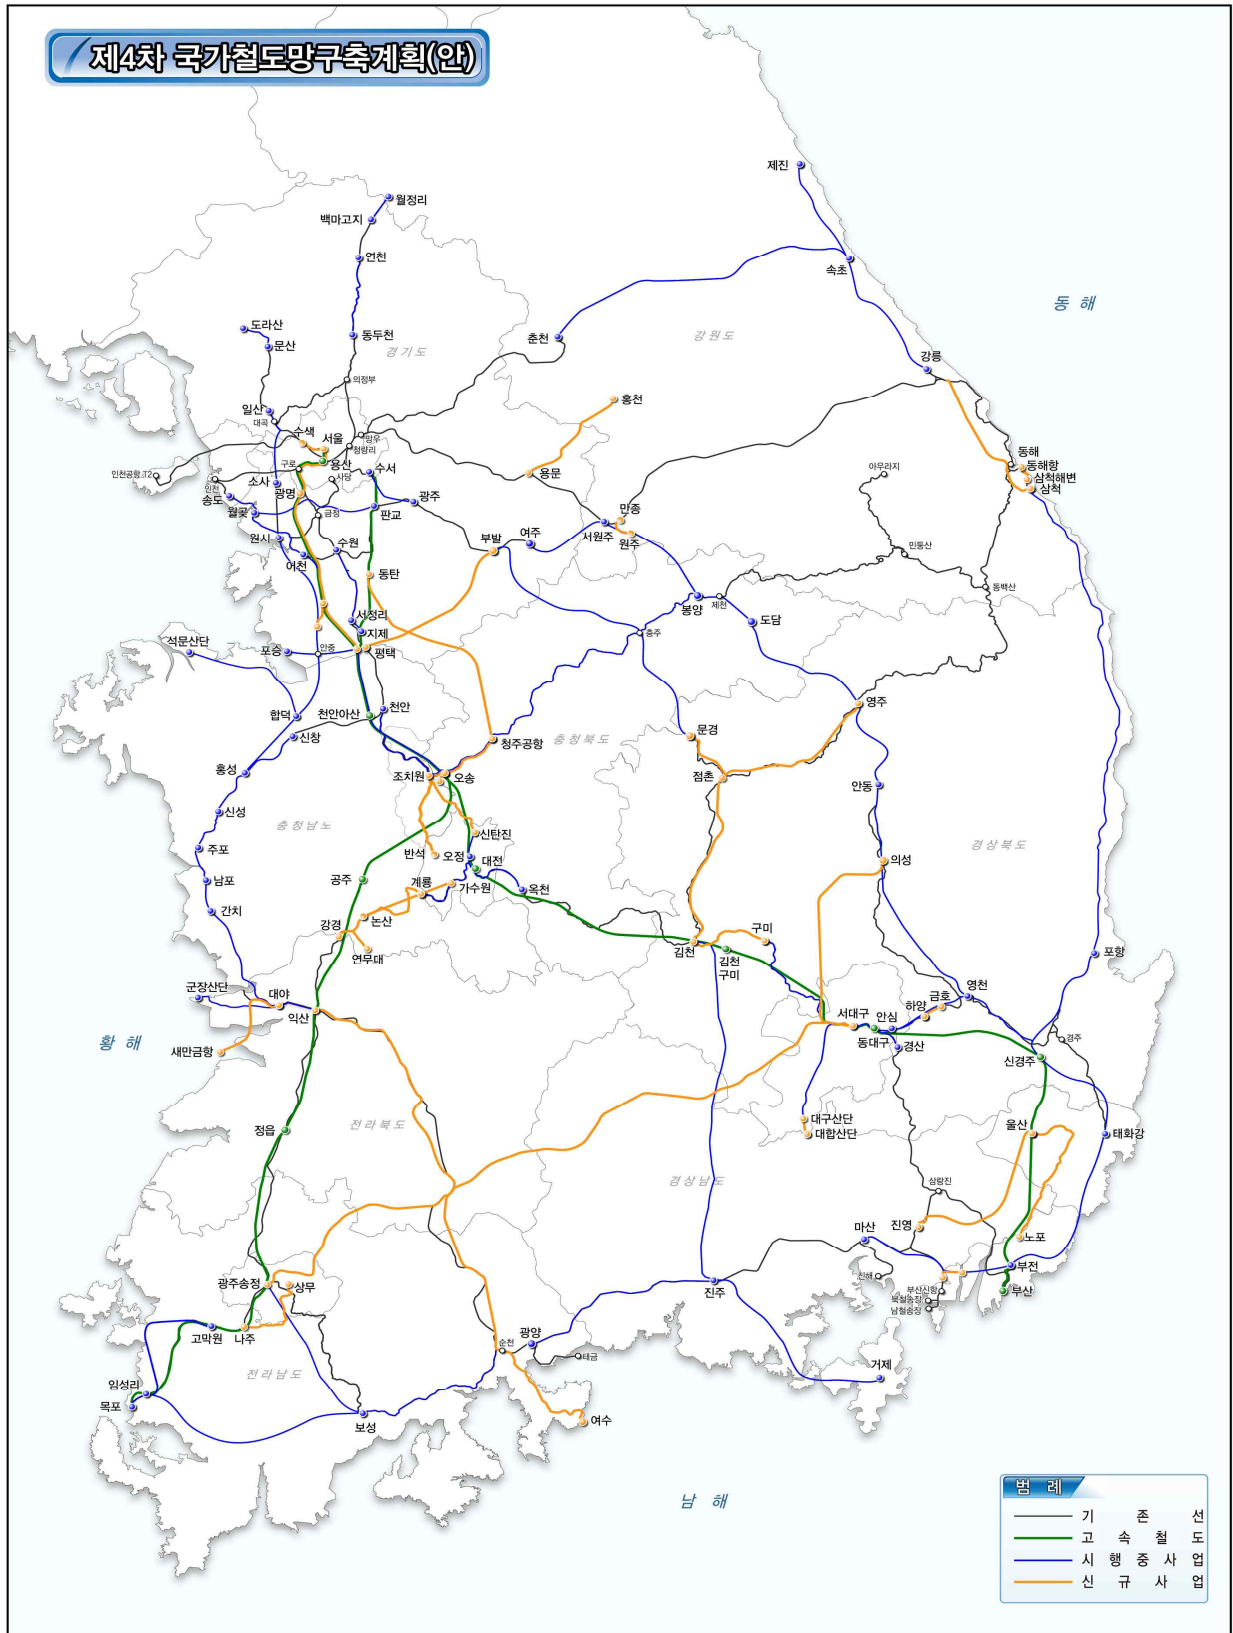 제4차 국가철도망구축계획(안)
제진
월정리
백마고지
언천
속초
동해
도라산
동두천
문산
춘천
강원도
경기도
강릉
의정부
홍천
일산
대곡
수색
서울
망우
청량리
동해
인천공항 T2
구로
용산
수서
용문
아우라지
동해항
삼척해변
삼척
인천
소사
사당
송도
광명
광주
만종
월곶
금정
판교
서원주
원주
원시
수원
부발
여주
민둥산
어천
동탄
동백산
봉양
제천
서정리
지제
도담
충주
석문산단
포승
안중
평택
합덕
천안아산
천안
영주
신창
청주공항
충청북도
문경
홍성
조치원
오송
점촌
안동
신성
충청남도
신탄진
경상북도
주포
반석
오정
대전
의성
남포
공주
계룡
가수원
옥천
간치
강경
논산
구미
연무대
김천
김천
구미
포항
군장산단
대야
익산
영천
하양
금호
서대구
안심
황해
새만금항
동대구
경산
경주
신경주
정읍
전라북도
대구산단
대합산단
울산
태화강
경상남도
삼랑진
마산
진영
노포
광주송정
상무
진주
진해
부산신항
북철송장
남철송장
부전
부산
고막원
나주
순천
광양
태금
전라남도
임성리
목포
거제
보성
여수
남해
범례
기존선
고속철도
시행중사업
신규사업